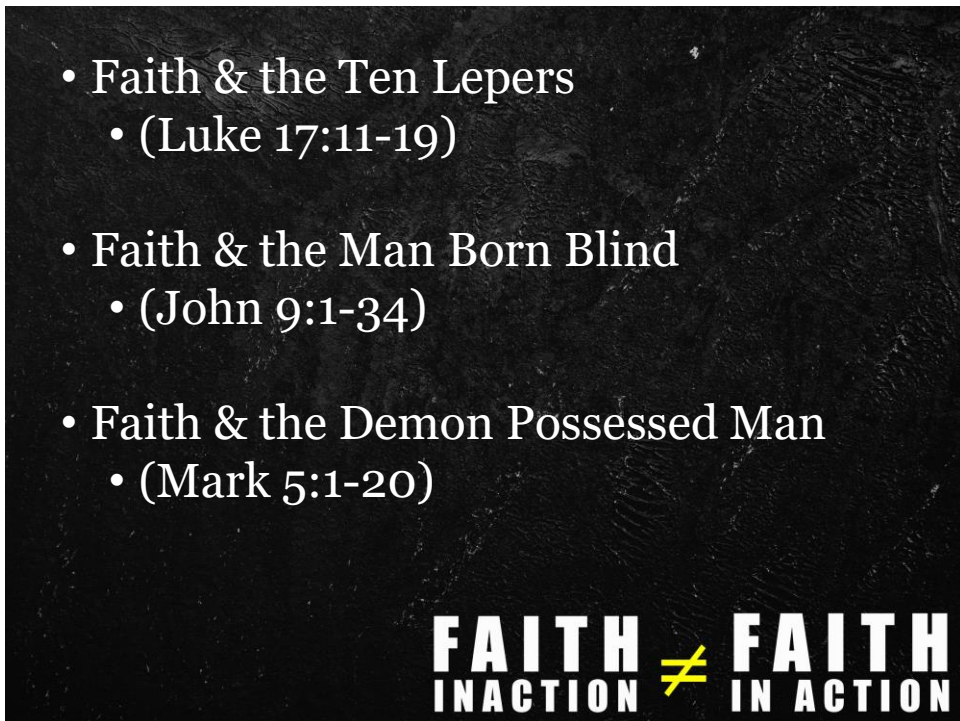 • Faith & the Ten Lepers
• (Luke 17:11-19)
• Faith & the Man Born Blind
• (John 9:1-34)
• Faith & the Demon Possessed Man
• (Mark 5:1-20)
FAITH ≠ FAITH
INACTION IN ACTION